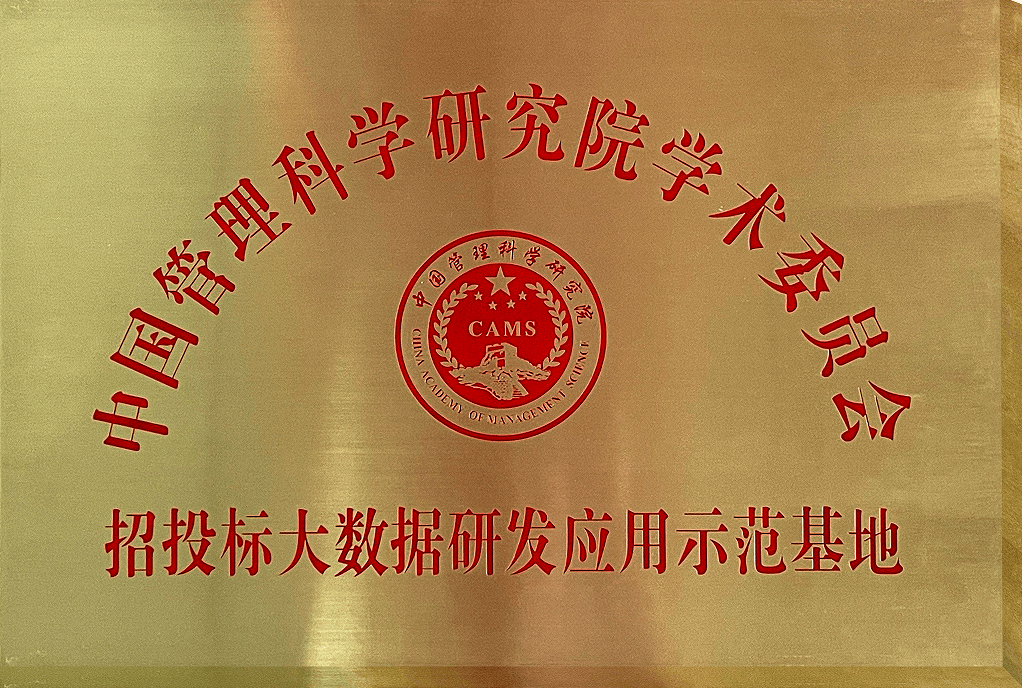 中国管理科学研究院学术委员会
中国管理科学研究院
CAMS
CHINA ACADEMY OF MANAGEMENT SCIENCE
招投标大数据研发应用示范基地